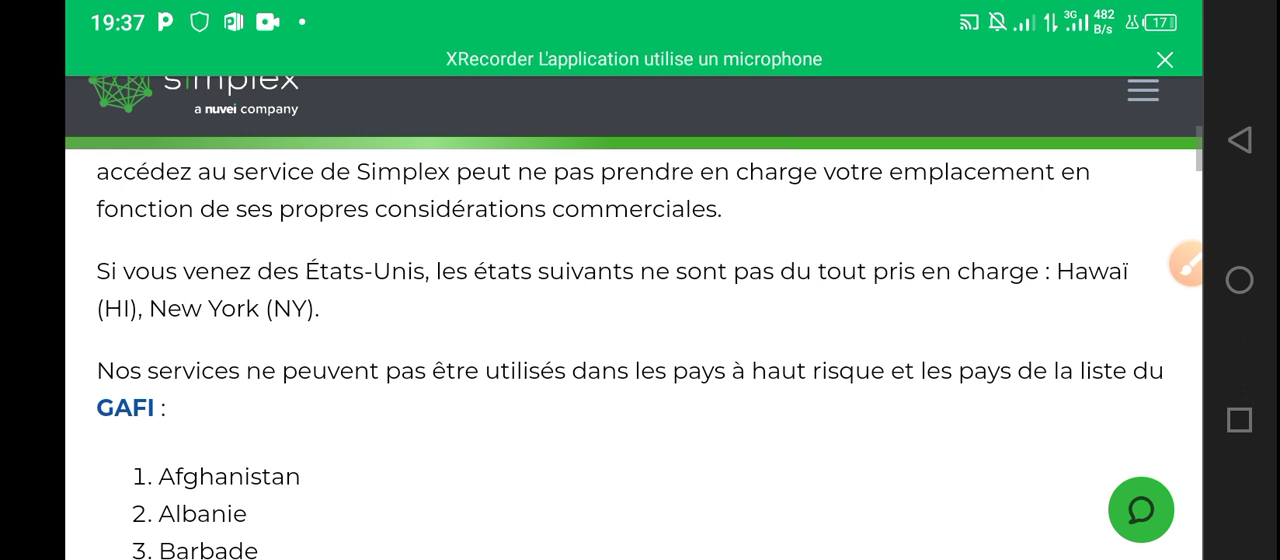 19:37 3G 482 B/s 17
XRecorder L'application utilise un microphone
simplex
a nuvei company
accédez au service de Simplex peut ne pas prendre en charge votre emplacement en
fonction de ses propres considérations commerciales.
Si vous venez des États-Unis, les états suivants ne sont pas du tout pris en charge : Hawaï
(HI), New York (NY).
Nos services ne peuvent pas être utilisés dans les pays à haut risque et les pays de la liste du
GAFI :
1. Afghanistan
2. Albanie
3. Barbade